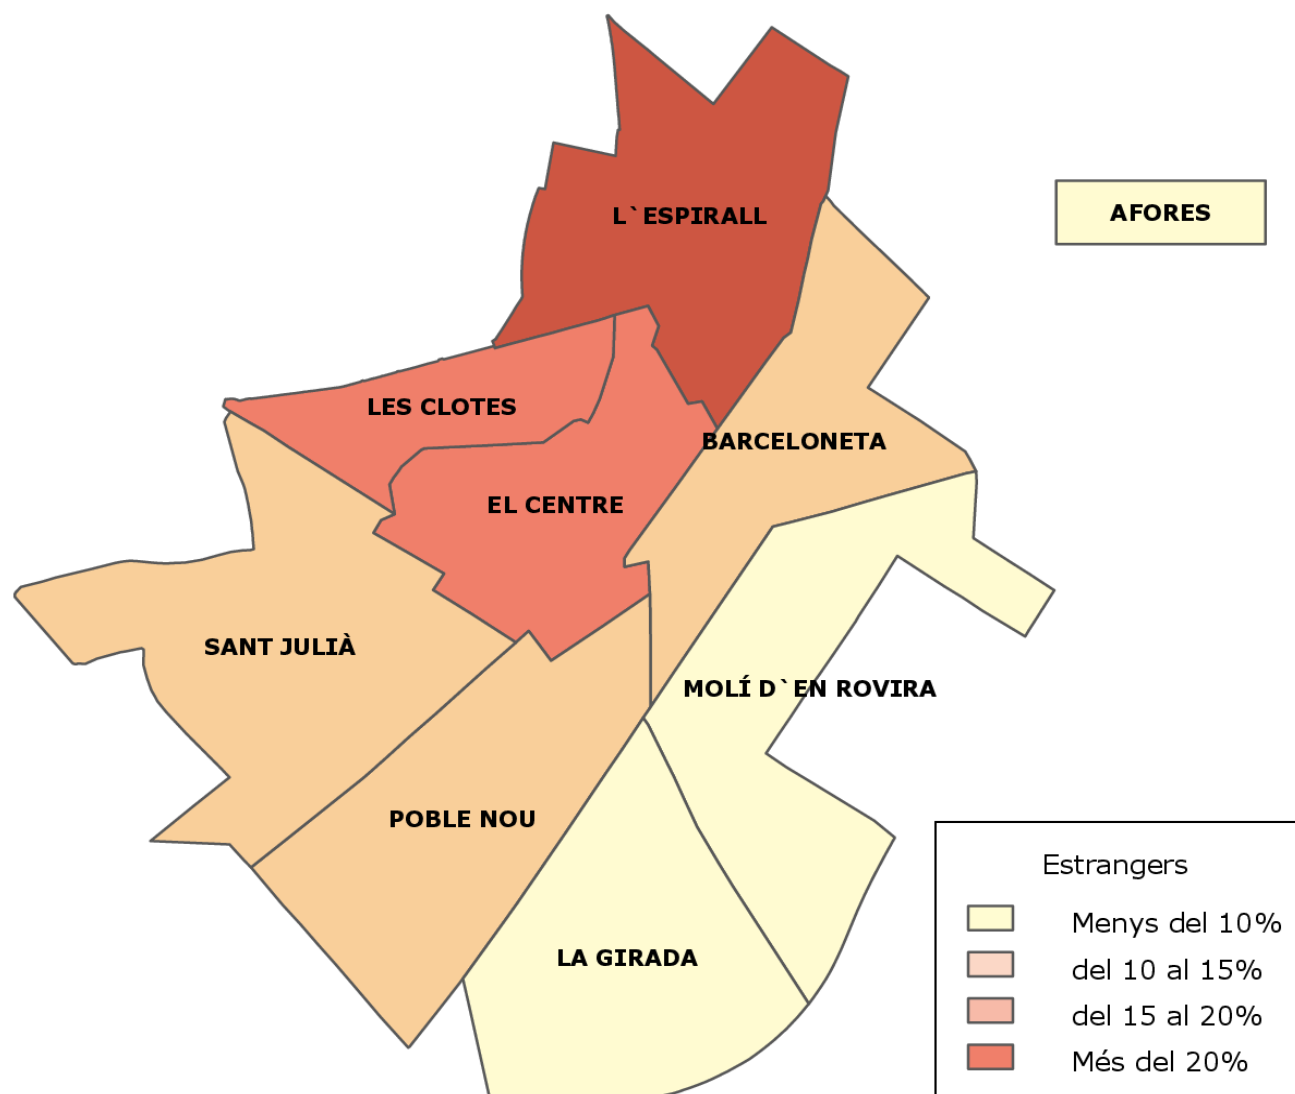 L`ESPIRALL
AFORES
LES CLOTES
BARCELONETA
EL CENTRE
SANT JULIÀ
MOLÍ D`EN ROVIRA
POBLE NOU
LA GIRADA
Estrangers
Menys del 10%
del 10 al 15%
del 15 al 20%
Més del 20%